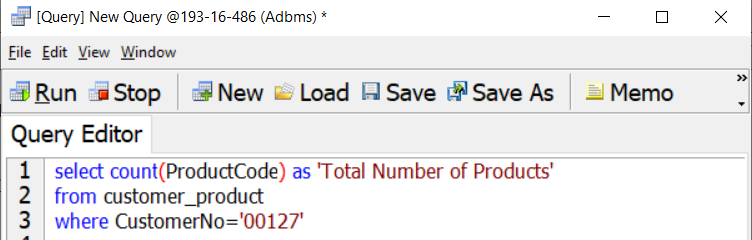 [Query] New Query @193-16-486 (Adbms) *
File Edit View Window
Run Stop New Load Save Save As Memo »
Query Editor
1 select count(ProductCode) as 'Total Number of Products'
2 from customer_product
3 where CustomerNo='00127'